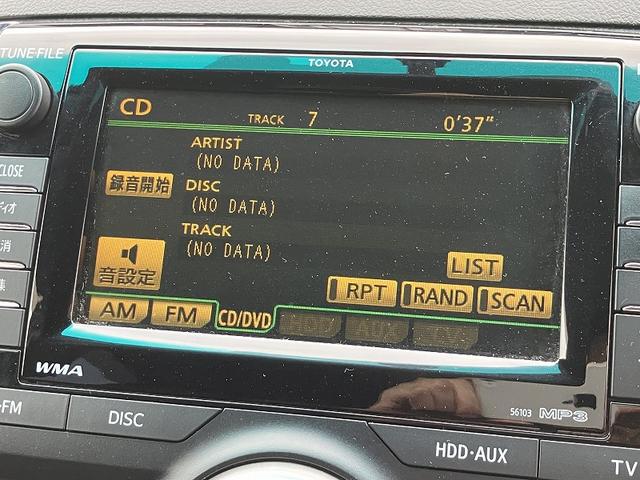 TUNE·FILE
TOYOTA
CD TRACK 7 0'37"
ARTIST
(NO DATA)
録音開始 DISC
(NO DATA)
TRACK
(NO DATA)
音設定
LIST
RPT RAND SCAN
AM FM CD/DVD AUX
CLOSE
WMA
56103 MP3
FM DISC HDD·AUX TV